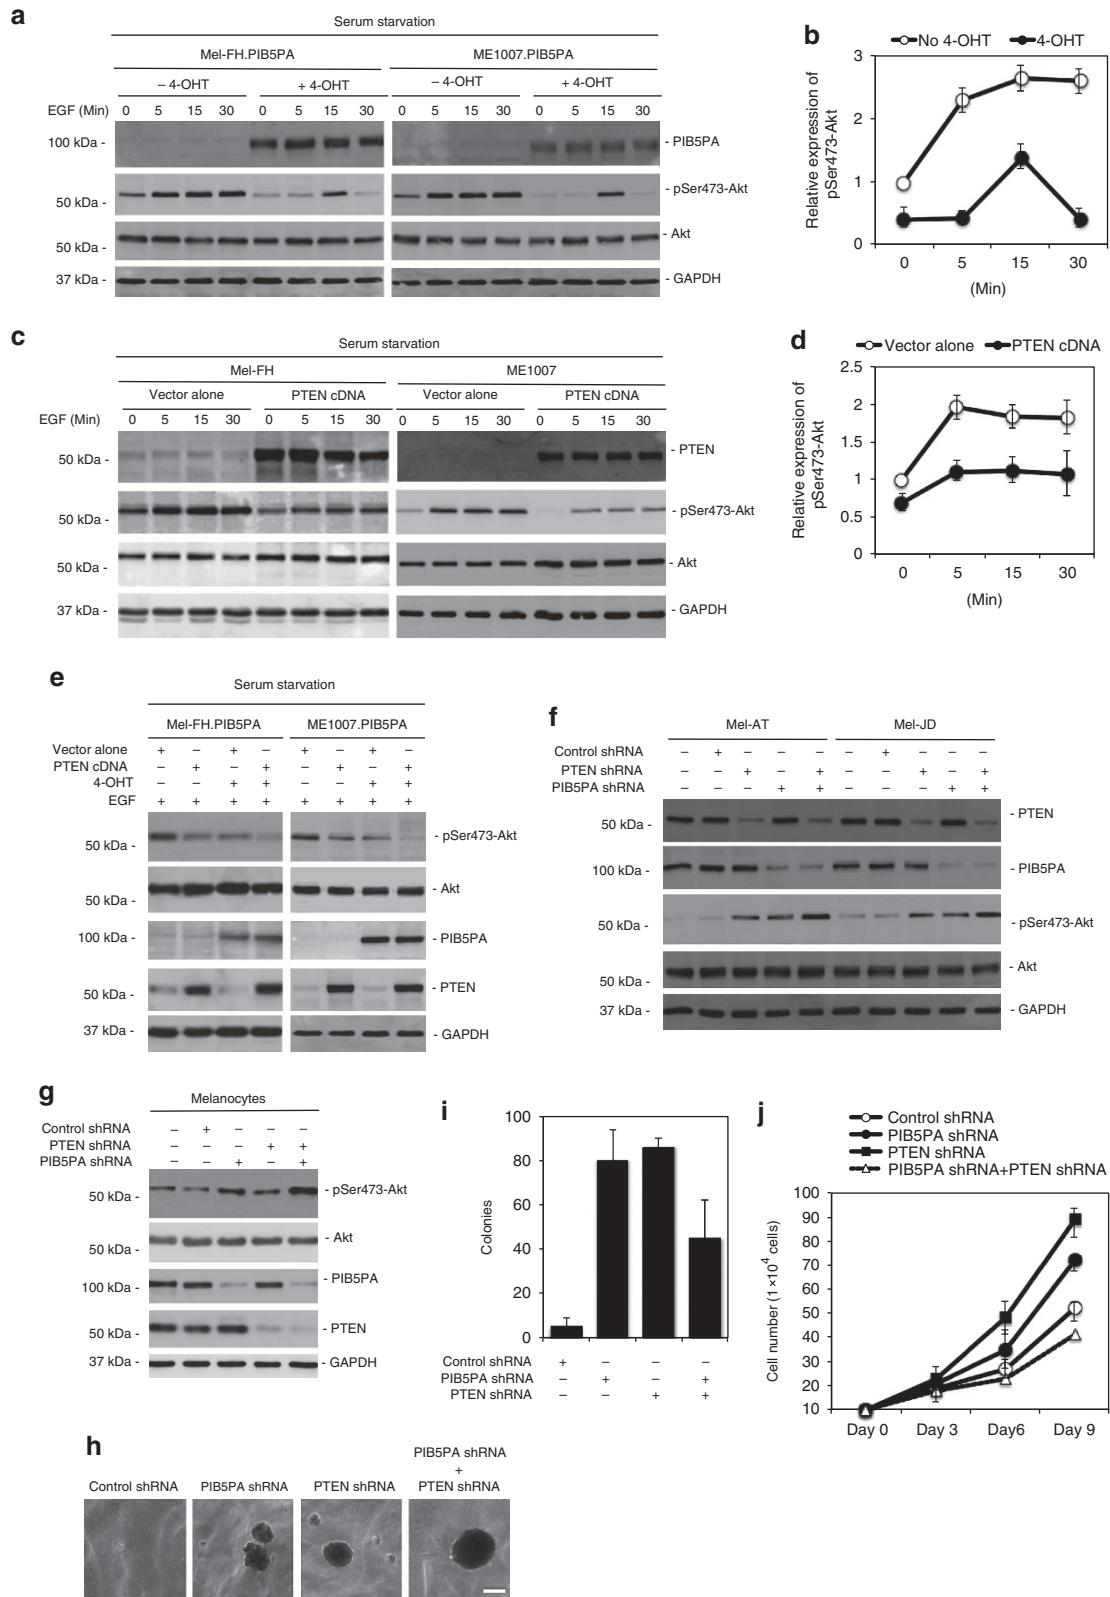 a
Serum starvation
Mel-FH.PIB5PA ME1007.PIB5PA
– 4-OHT + 4-OHT – 4-OHT + 4-OHT
EGF (Min) 0 5 15 30 0 5 15 30 0 5 15 30 0 5 15 30
100 kDa - - PIB5PA
50 kDa - - pSer473-Akt
50 kDa - - Akt
37 kDa - - GAPDH
b
No 4-OHT 4-OHT
Relative expression of
pSer473-Akt
3
2
1
0
0 5 15 30
(Min)
c
Serum starvation
Mel-FH ME1007
Vector alone PTEN cDNA Vector alone PTEN cDNA
EGF (Min) 0 5 15 30 0 5 15 30 0 5 15 30 0 5 15 30
50 kDa - - PTEN
50 kDa - - pSer473-Akt
50 kDa - - Akt
37 kDa - - GAPDH
d
Vector alone PTEN cDNA
Relative expression of
pSer473-Akt
2.5
2
1.5
1
0.5
0
0 5 15 30
(Min)
e
Serum starvation
Mel-FH.PIB5PA ME1007.PIB5PA
Vector alone + – + – + – + –
PTEN cDNA – + – + – + – +
4-OHT – – + + – – + +
EGF + + + + + + + +
50 kDa - - pSer473-Akt
50 kDa - - Akt
100 kDa - - PIB5PA
50 kDa - - PTEN
37 kDa - - GAPDH
f
Mel-AT Mel-JD
Control shRNA – + – – – – + – – –
PTEN shRNA – – + – + – – + – +
PIB5PA shRNA – – – + + – – – + +
50 kDa - - PTEN
100 kDa - - PIB5PA
50 kDa - - pSer473-Akt
50 kDa - - Akt
37 kDa - - GAPDH
g
Melanocytes
Control shRNA – + – – –
PTEN shRNA – – – + +
PIB5PA shRNA – – + – +
50 kDa - - pSer473-Akt
50 kDa - - Akt
100 kDa - - PIB5PA
50 kDa - - PTEN
37 kDa - - GAPDH
h
Control shRNA PIB5PA shRNA PTEN shRNA
PIB5PA shRNA
+
PTEN shRNA
i
Colonies
100
80
60
40
20
0
Control shRNA + – – –
PIB5PA shRNA – + – +
PTEN shRNA – – + +
j
Control shRNA
PIB5PA shRNA
PTEN shRNA
PIB5PA shRNA+PTEN shRNA
Cell number (1×10⁴ cells)
100
90
80
70
60
50
40
30
20
10
Day 0 Day 3 Day6 Day 9